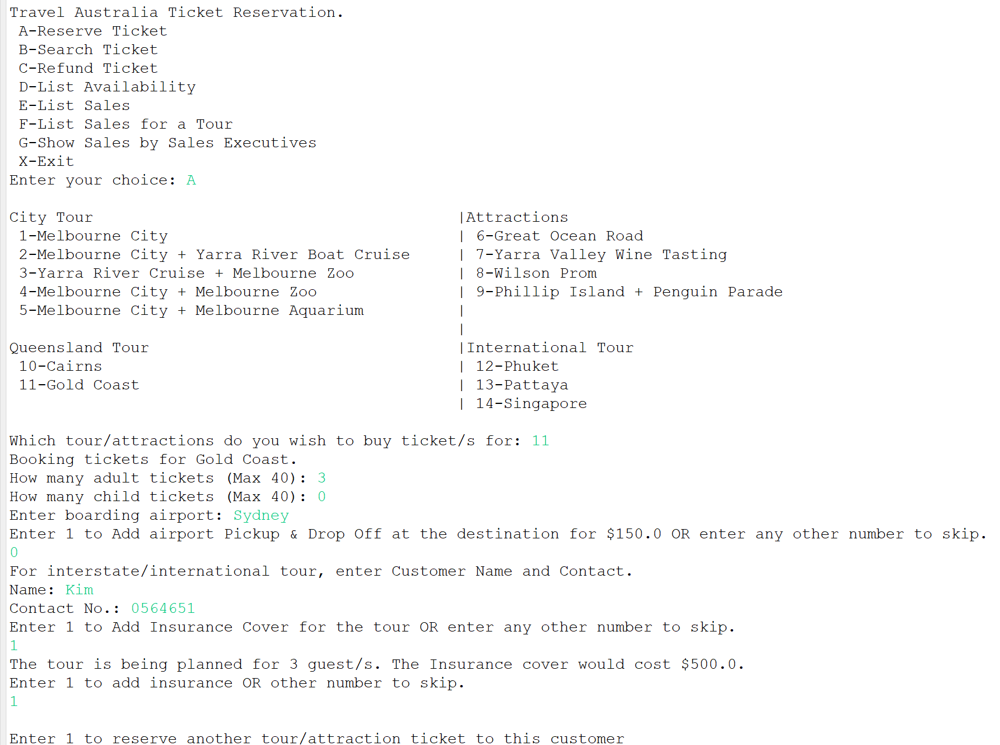 Travel Australia Ticket Reservation.
 A-Reserve Ticket
 B-Search Ticket
 C-Refund Ticket
 D-List Availability
 E-List Sales
 F-List Sales for a Tour
 G-Show Sales by Sales Executives
 X-Exit
Enter your choice: A

City Tour                                       |Attractions
 1-Melbourne City                               | 6-Great Ocean Road
 2-Melbourne City + Yarra River Boat Cruise     | 7-Yarra Valley Wine Tasting
 3-Yarra River Cruise + Melbourne Zoo           | 8-Wilson Prom
 4-Melbourne City + Melbourne Zoo               | 9-Phillip Island + Penguin Parade
 5-Melbourne City + Melbourne Aquarium          |
                                                |
Queensland Tour                                 |International Tour
 10-Cairns                                      | 12-Phuket
 11-Gold Coast                                  | 13-Pattaya
                                                | 14-Singapore

Which tour/attractions do you wish to buy ticket/s for: 11
Booking tickets for Gold Coast.
How many adult tickets (Max 40): 3
How many child tickets (Max 40): 0
Enter boarding airport: Sydney
Enter 1 to Add airport Pickup & Drop Off at the destination for $150.0 OR enter any other number to skip.
0
For interstate/international tour, enter Customer Name and Contact.
Name: Kim
Contact No.: 0564651
Enter 1 to Add Insurance Cover for the tour OR enter any other number to skip.
1
The tour is being planned for 3 guest/s. The Insurance cover would cost $500.0.
Enter 1 to add insurance OR other number to skip.
1

Enter 1 to reserve another tour/attraction ticket to this customer